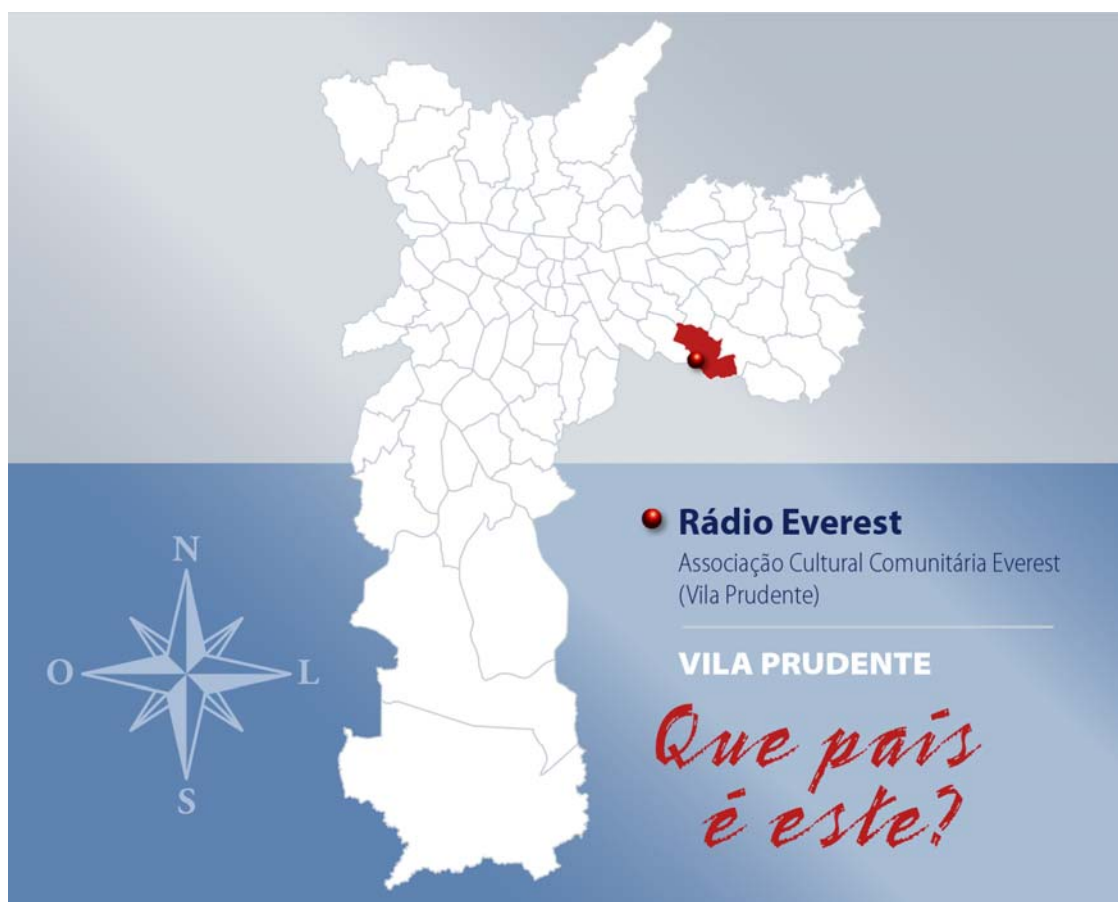 Rádio Everest
Associação Cultural Comunitária Everest
(Vila Prudente)
N
O
L
S
VILA PRUDENTE
Que país
é este?